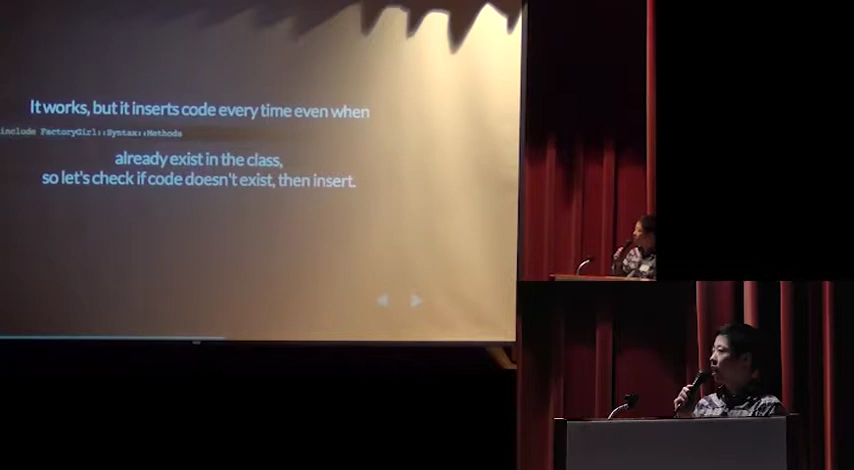 It works, but it inserts code every time even when
include FactoryGirl::Syntax::Methods
already exist in the class,
so let's check if code doesn't exist, then insert.